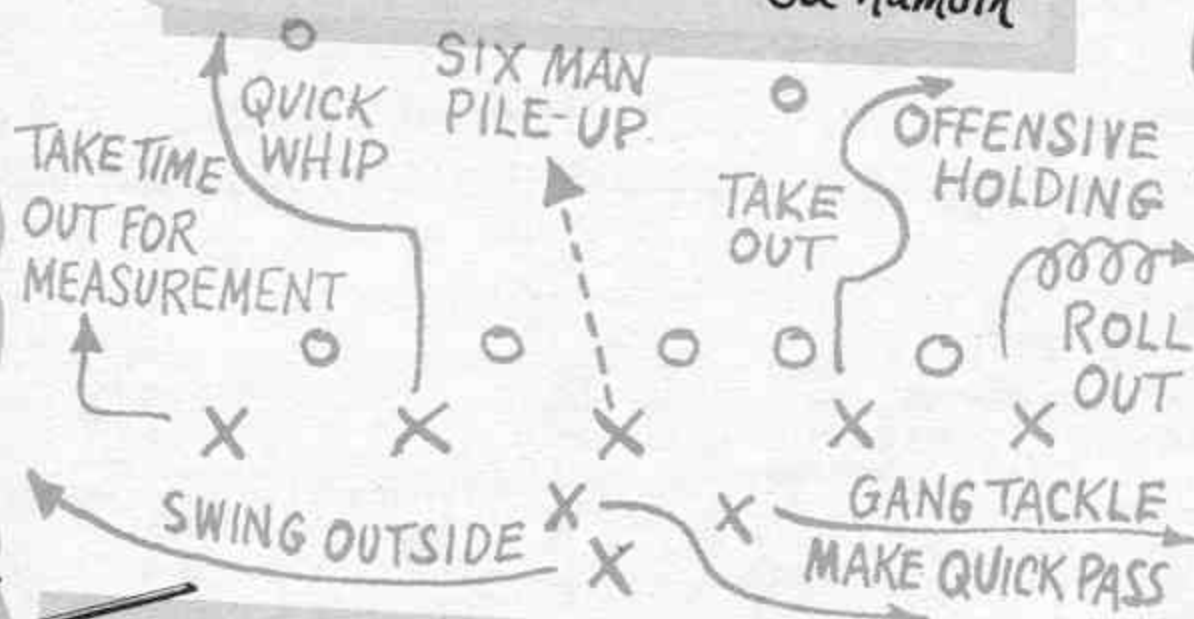 QUICK
WHIP
SIX MAN
PILE-UP
TAKE TIME
OUT FOR
MEASUREMENT
TAKE
OUT
OFFENSIVE
HOLDING
ROLL
OUT
SWING OUTSIDE
GANG TACKLE
MAKE QUICK PASS